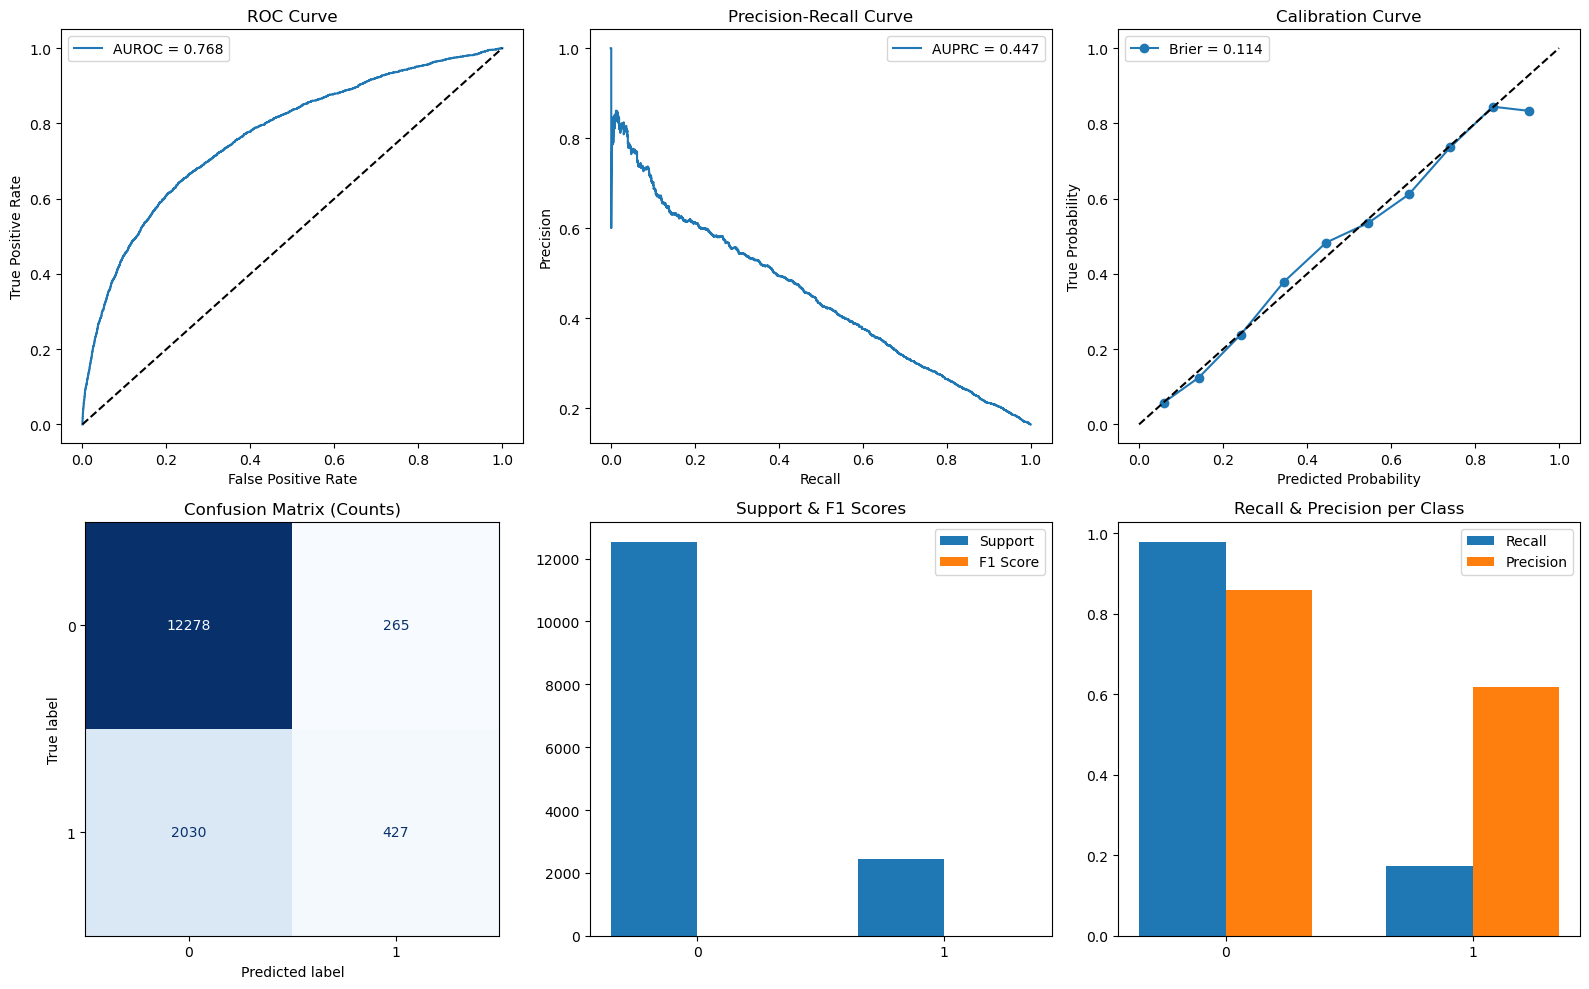 ROC Curve
AUROC = 0.768
1.0
0.8
0.6
0.4
0.2
0.0
True Positive Rate
0.0 0.2 0.4 0.6 0.8 1.0
False Positive Rate
Precision-Recall Curve
AUPRC = 0.447
1.0
0.8
0.6
0.4
0.2
Precision
0.0 0.2 0.4 0.6 0.8 1.0
Recall
Calibration Curve
Brier = 0.114
1.0
0.8
0.6
0.4
0.2
0.0
True Probability
0.0 0.2 0.4 0.6 0.8 1.0
Predicted Probability
Confusion Matrix (Counts)
True label
0
12278 265
1
2030 427
0 1
Predicted label
Support & F1 Scores
Support
F1 Score
12000
10000
8000
6000
4000
2000
0
0 1
Recall & Precision per Class
Recall
Precision
1.0
0.8
0.6
0.4
0.2
0.0
0 1